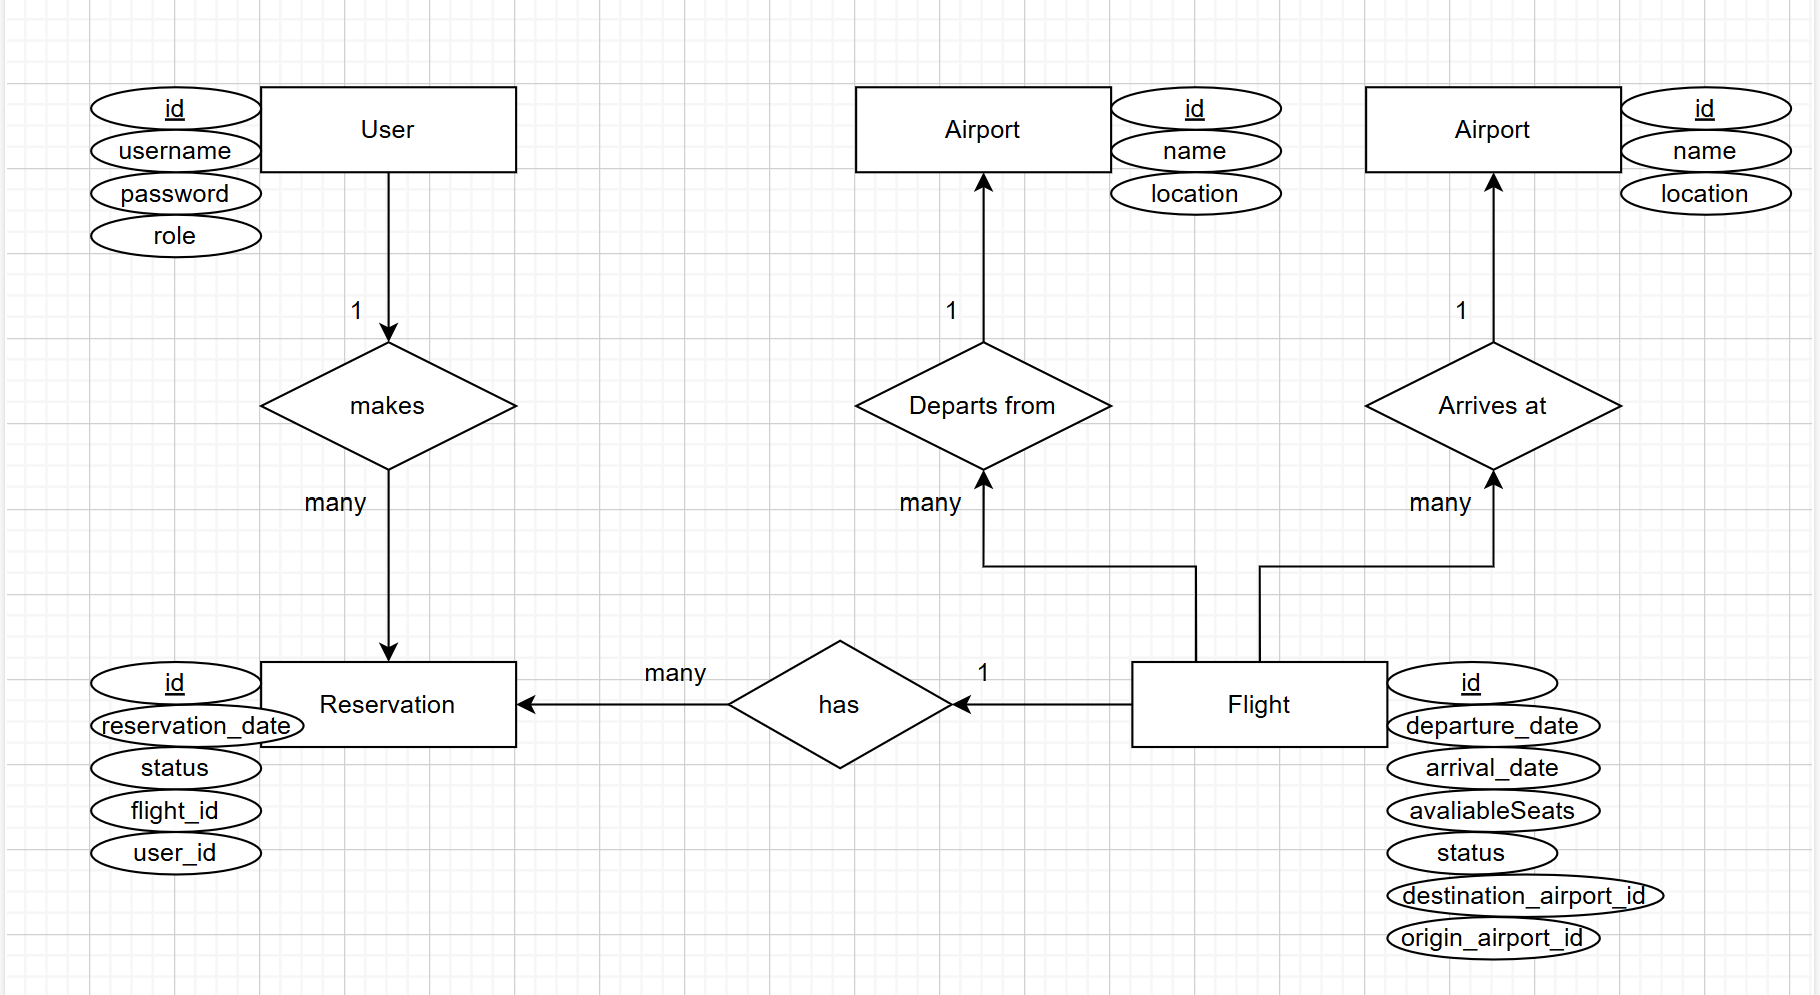 id
username
password
role
User
Airport
id
name
location
Airport
id
name
location
1
1
1
makes
Departs from
Arrives at
many
many
many
id
reservation_date
status
flight_id
user_id
Reservation
many
has
1
Flight
id
departure_date
arrival_date
avaliableSeats
status
destination_airport_id
origin_airport_id